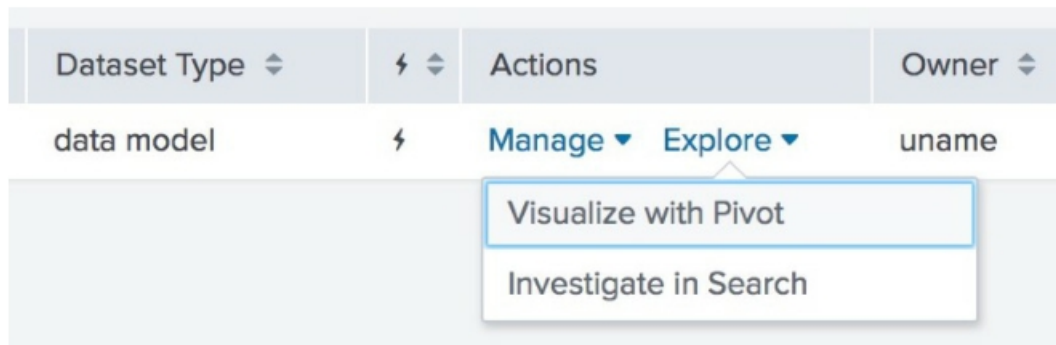 Dataset Type Actions Owner
data model Manage Explore uname
Visualize with Pivot
Investigate in Search